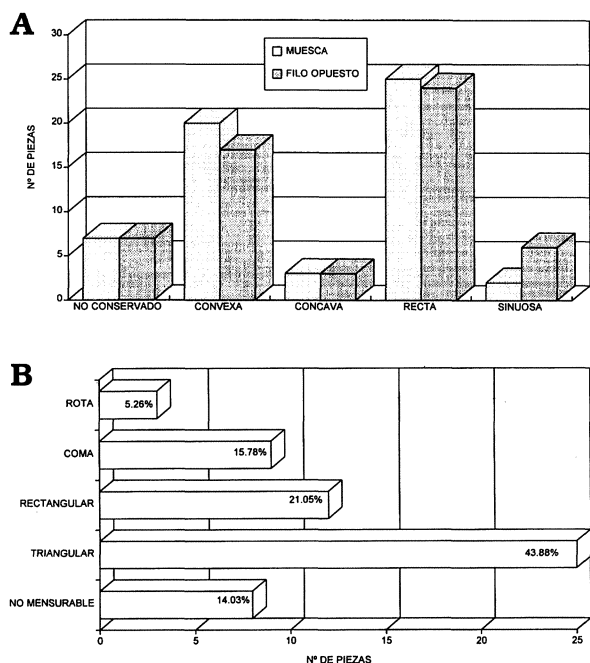 A
30
25
20
15
10
5
0
Nº DE PIEZAS
MUESCA
FILO OPUESTO
NO CONSERVADO CONVEXA CONCAVA RECTA SINUOSA
B
ROTA 5.26%
COMA 15.78%
RECTANGULAR 21.05%
TRIANGULAR 43.88%
NO MENSURABLE 14.03%
0 5 10 15 20 25
Nº DE PIEZAS